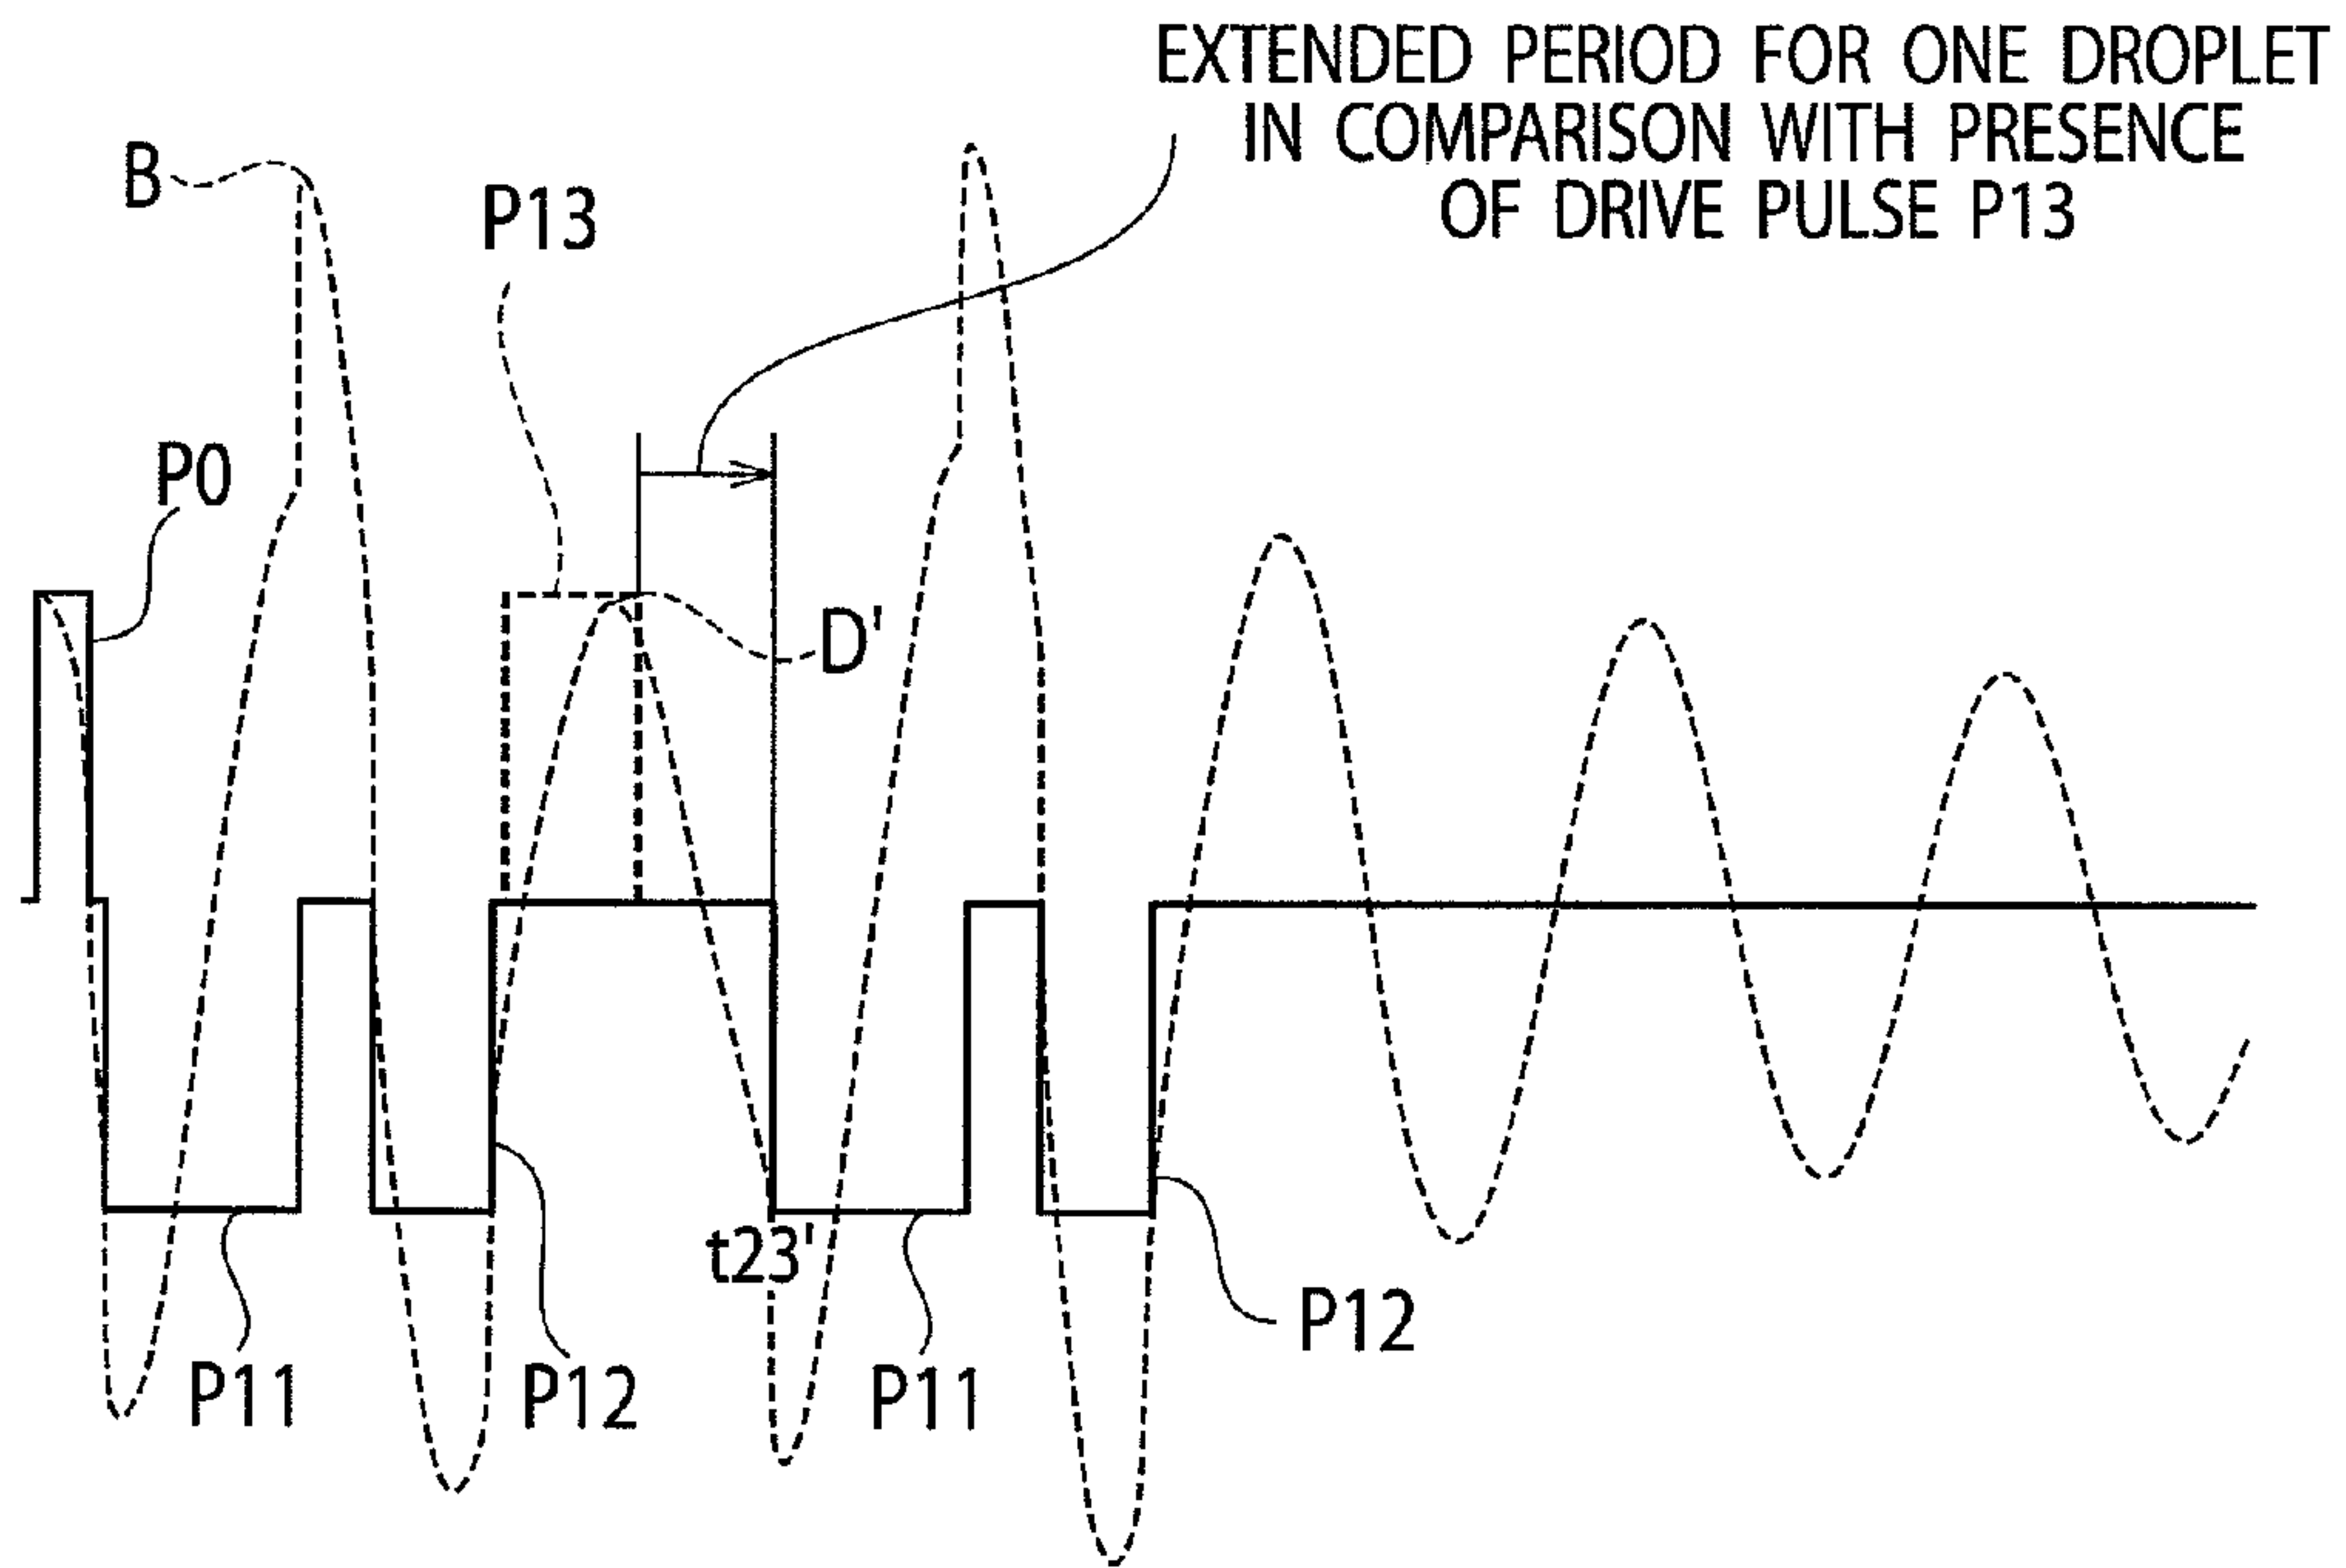 EXTENDED PERIOD FOR ONE DROPLET
IN COMPARISON WITH PRESENCE
OF DRIVE PULSE P13
B
P13
P0
D'
t23'
P12
P11
P12
P11